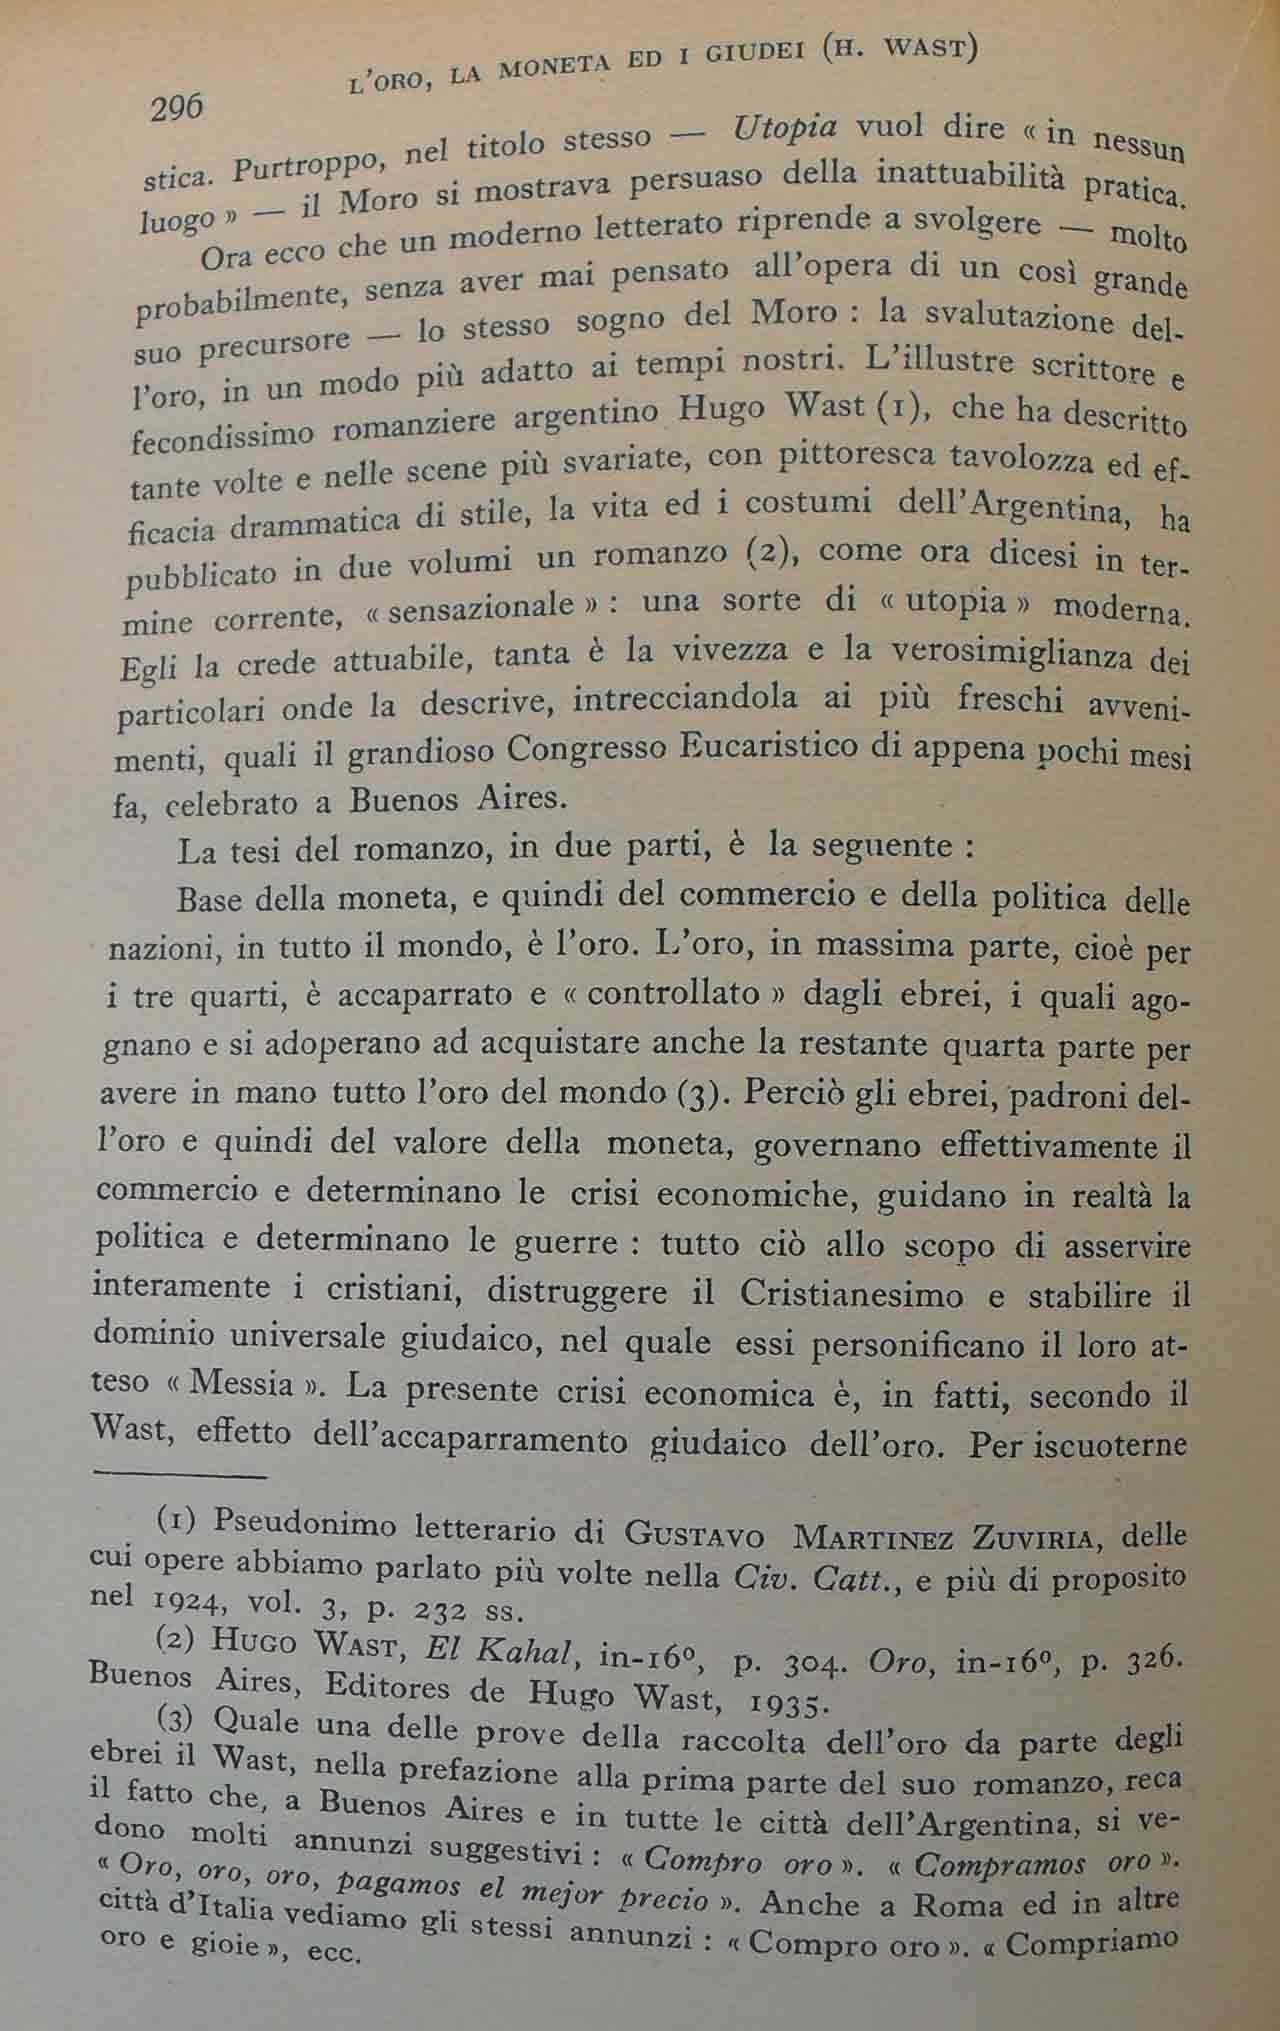 296
L'ORO, LA MONETA ED I GIUDEI (H. WAST)
stica. Purtroppo, nel titolo stesso — Utopia vuol dire « in nessun
luogo » — il Moro si mostrava persuaso della inattuabilità pratica.
Ora ecco che un moderno letterato riprende a svolgere — molto
probabilmente, senza aver mai pensato all'opera di un così grande
suo precursore — lo stesso sogno del Moro : la svalutazione del-
l'oro, in un modo più adatto ai tempi nostri. L'illustre scrittore e
fecondissimo romanziere argentino Hugo Wast (1), che ha descritto
tante volte e nelle scene più svariate, con pittoresca tavolozza ed ef-
ficacia drammatica di stile, la vita ed i costumi dell'Argentina, ha
pubblicato in due volumi un romanzo (2), come ora dicesi in ter-
mine corrente, « sensazionale » : una sorte di « utopia » moderna.
Egli la crede attuabile, tanta è la vivezza e la verosimiglianza dei
particolari onde la descrive, intrecciandola ai più freschi avveni-
menti, quali il grandioso Congresso Eucaristico di appena pochi mesi
fa, celebrato a Buenos Aires.
La tesi del romanzo, in due parti, è la seguente :
Base della moneta, e quindi del commercio e della politica delle
nazioni, in tutto il mondo, è l'oro. L'oro, in massima parte, cioè per
i tre quarti, è accaparrato e « controllato » dagli ebrei, i quali ago-
gnano e si adoperano ad acquistare anche la restante quarta parte per
avere in mano tutto l'oro del mondo (3). Perciò gli ebrei, padroni del-
l'oro e quindi del valore della moneta, governano effettivamente il
commercio e determinano le crisi economiche, guidano in realtà la
politica e determinano le guerre : tutto ciò allo scopo di asservire
interamente i cristiani, distruggere il Cristianesimo e stabilire il
dominio universale giudaico, nel quale essi personificano il loro at-
teso « Messia ». La presente crisi economica è, in fatti, secondo il
Wast, effetto dell'accaparramento giudaico dell'oro. Per iscuoterne
(1) Pseudonimo letterario di GUSTAVO MARTINEZ ZUVIRIA, delle
cui opere abbiamo parlato più volte nella Civ. Catt., e più di proposito
nel 1924, vol. 3, p. 232 ss.
(2) HUGO WAST, El Kahal, in-16º, p. 304. Oro, in-16º, p. 326.
Buenos Aires, Editores de Hugo Wast, 1935.
(3) Quale una delle prove della raccolta dell'oro da parte degli
ebrei il Wast, nella prefazione alla prima parte del suo romanzo, reca
il fatto che, a Buenos Aires e in tutte le città dell'Argentina, si ve-
dono molti annunzi suggestivi : « Compro oro ». « Compramos oro ».
« Oro, oro, oro, pagamos el mejor precio ». Anche a Roma ed in altre
città d'Italia vediamo gli stessi annunzi : « Compro oro ». « Compriamo
oro e gioie », ecc.